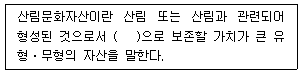 산림문화자산이란 산림 또는 산림과 관련되어
형성된 것으로서 (   )으로 보존할 가치가 큰 유
형·무형의 자산을 말한다.